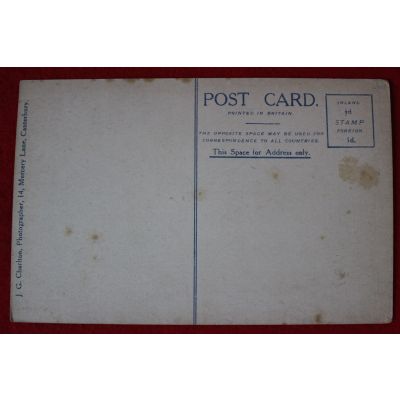 J. G. Charlton, Photographer, 14, Mercery Lane, Canterbury.
POST CARD.
PRINTED IN BRITAIN.
THE OPPOSITE SPACE MAY BE USED FOR
CORRESPONDENCE TO ALL COUNTRIES.
This Space for Address only.
INLAND
½d
STAMP
FOREIGN
1d.